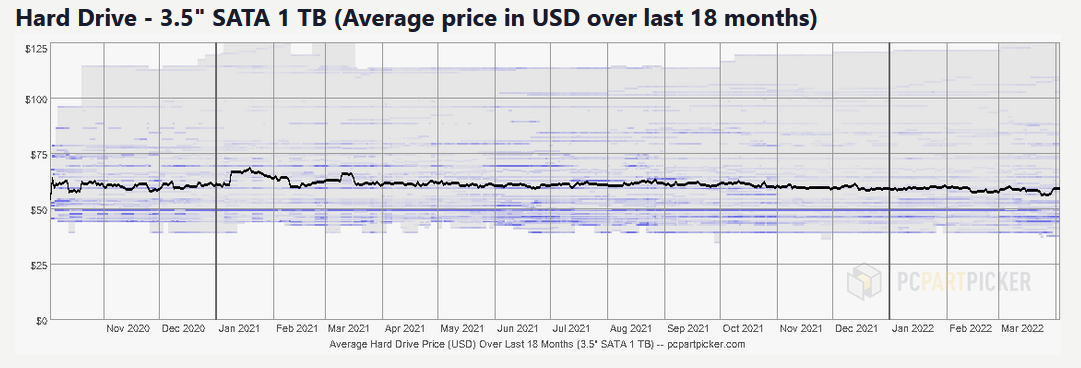 Hard Drive - 3.5" SATA 1 TB (Average price in USD over last 18 months)
$125
$100
$75
$50
$25
$0
Nov 2020 Dec 2020 Jan 2021 Feb 2021 Mar 2021 Apr 2021 May 2021 Jun 2021 Jul 2021 Aug 2021 Sep 2021 Oct 2021 Nov 2021 Dec 2021 Jan 2022 Feb 2022 Mar 2022
PCPARTPICKER
Average Hard Drive Price (USD) Over Last 18 Months (3.5" SATA 1 TB) -- pcpartpicker.com